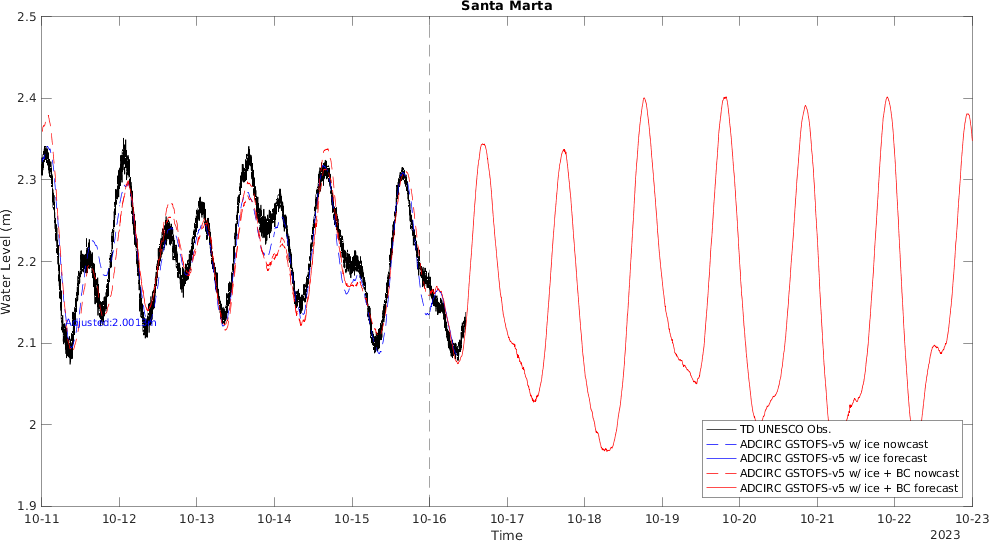 Santa Marta
Water Level (m)
2.5
2.4
2.3
2.2
2.1
2
1.9
TD UNESCO Obs.
ADCIRC GSTOFS-v5 w/ ice nowcast
ADCIRC GSTOFS-v5 w/ ice forecast
ADCIRC GSTOFS-v5 w/ ice + BC nowcast
ADCIRC GSTOFS-v5 w/ ice + BC forecast
10-11 10-12 10-13 10-14 10-15 10-16 10-17 10-18 10-19 10-20 10-21 10-22 10-23
Time
2023